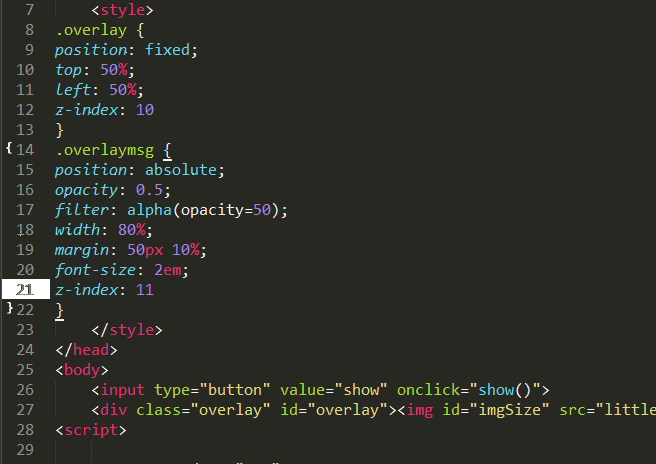 7 <style>
8 .overlay {
9 position: fixed;
10 top: 50%;
11 left: 50%;
12 z-index: 10
13 }
{ 14 .overlaymsg {
15 position: absolute;
16 opacity: 0.5;
17 filter: alpha(opacity=50);
18 width: 80%;
19 margin: 50px 10%;
20 font-size: 2em;
21 z-index: 11
} 22 }
23 </style>
24 </head>
25 <body>
26 <input type="button" value="show" onclick="show()">
27 <div class="overlay" id="overlay"><img id="imgSize" src="little
28 <script>
29